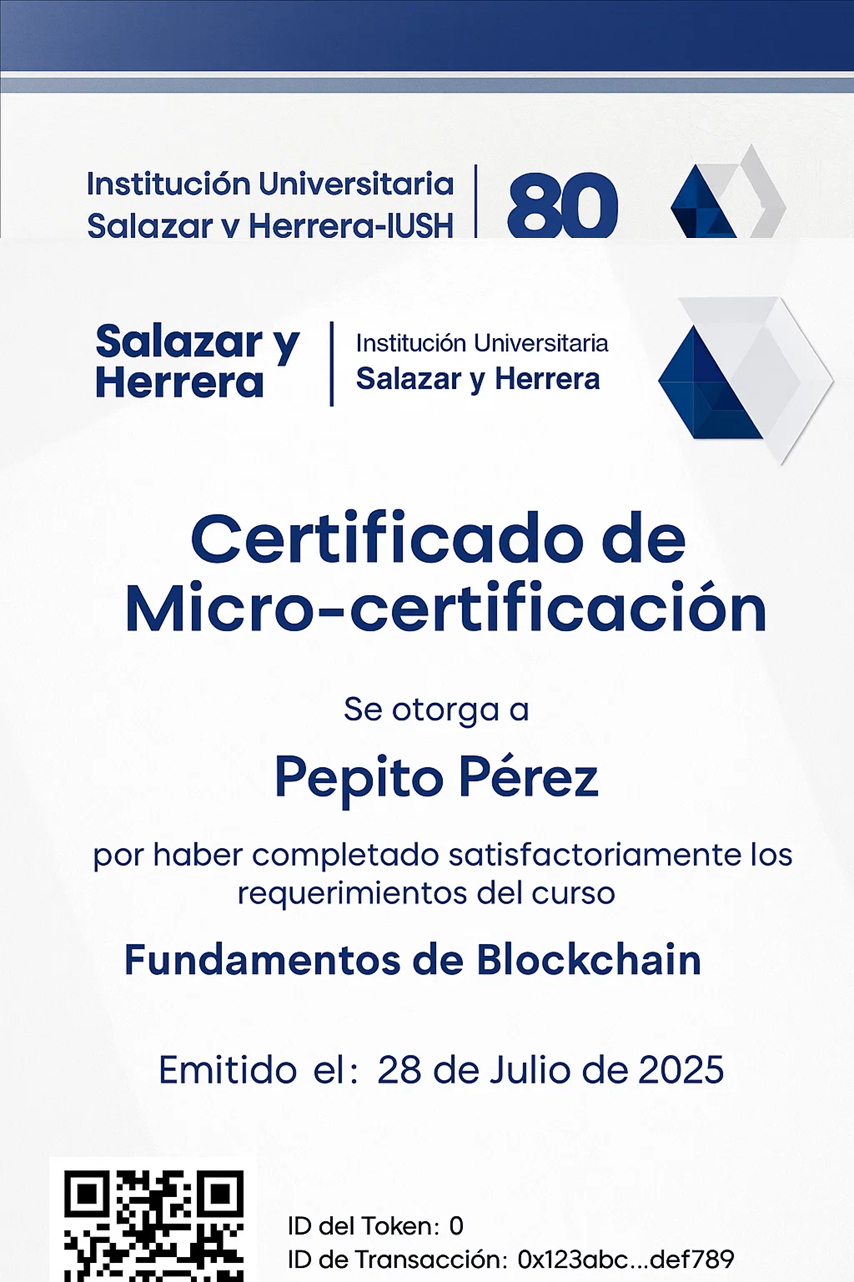 Institución Universitaria
Salazar y Herrera-IUSH
80
Salazar y
Herrera
Institución Universitaria
Salazar y Herrera
Certificado de
Micro-certificación
Se otorga a
Pepito Pérez
por haber completado satisfactoriamente los
requerimientos del curso
Fundamentos de Blockchain
Emitido el: 28 de Julio de 2025
ID del Token: 0
ID de Transacción: 0x123abc...def789